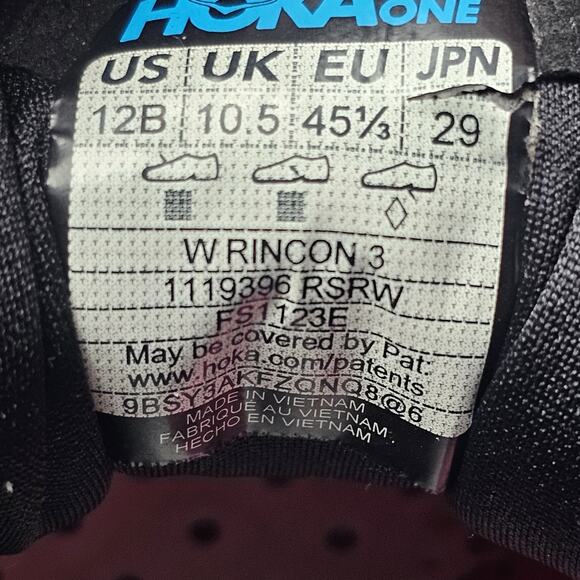 HOKA ONE
US UK EU JPN
12B 10.5 45⅓ 29
W RINCON 3
1119396 RSRW
FS1123E
May be covered by Pat.
www.hoka.com/patents
9BSY3AKFZQNQ8@6
MADE IN VIETNAM
FABRIQUÉ AU VIETNAM
HECHO EN VIETNAM